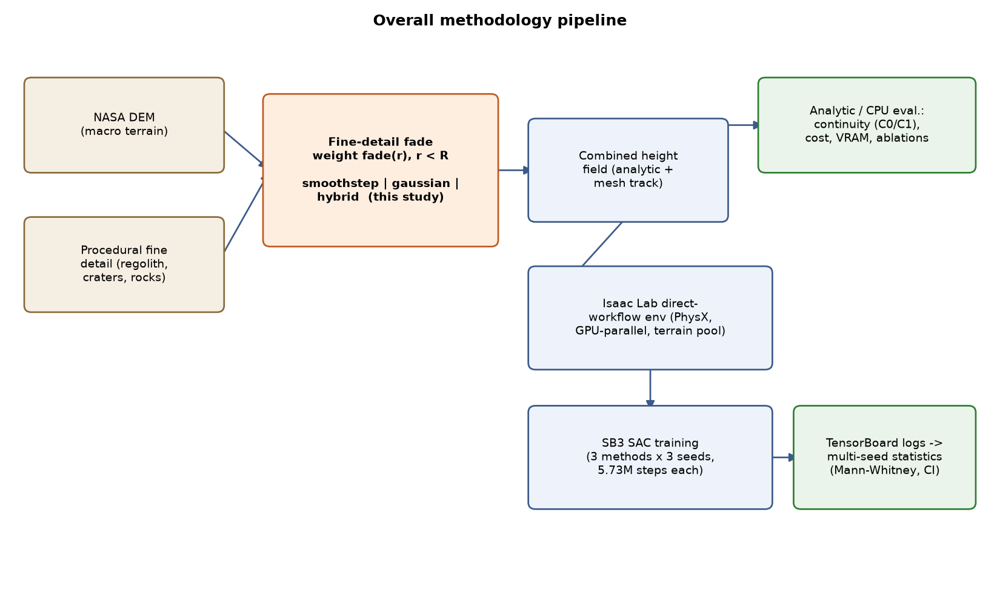 Overall methodology pipeline
NASA DEM
(macro terrain)
Procedural fine
detail (regolith,
craters, rocks)
Fine-detail fade
weight fade(r), r < R
smoothstep | gaussian |
hybrid  (this study)
Combined height
field (analytic +
mesh track)
Analytic / CPU eval.:
continuity (C0/C1),
cost, VRAM, ablations
Isaac Lab direct-
workflow env (PhysX,
GPU-parallel, terrain pool)
SB3 SAC training
(3 methods x 3 seeds,
5.73M steps each)
TensorBoard logs ->
multi-seed statistics
(Mann-Whitney, CI)